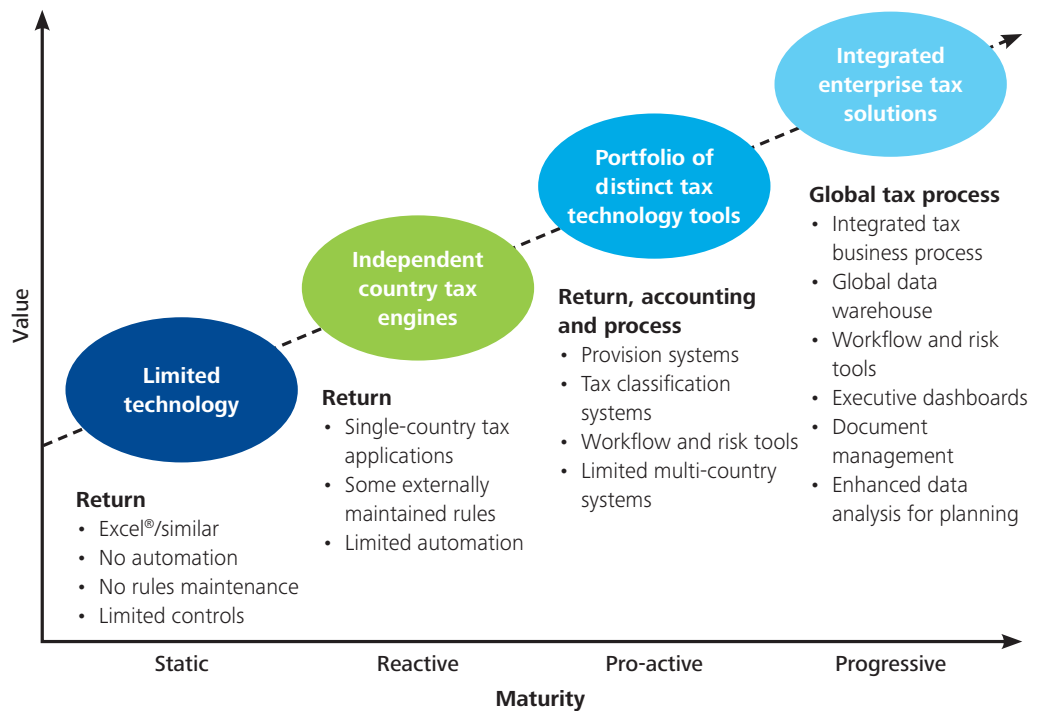 Value
Limited
technology
Return
• Excel®/similar
• No automation
• No rules maintenance
• Limited controls
Independent
country tax
engines
Return
• Single-country tax
applications
• Some externally
maintained rules
• Limited automation
Portfolio of
distinct tax
technology tools
Return, accounting
and process
• Provision systems
• Tax classification
systems
• Workflow and risk tools
• Limited multi-country
systems
Integrated
enterprise tax
solutions
Global tax process
• Integrated tax
business process
• Global data
warehouse
• Workflow and risk
tools
• Executive dashboards
• Document
management
• Enhanced data
analysis for planning
Static
Reactive
Pro-active
Progressive
Maturity